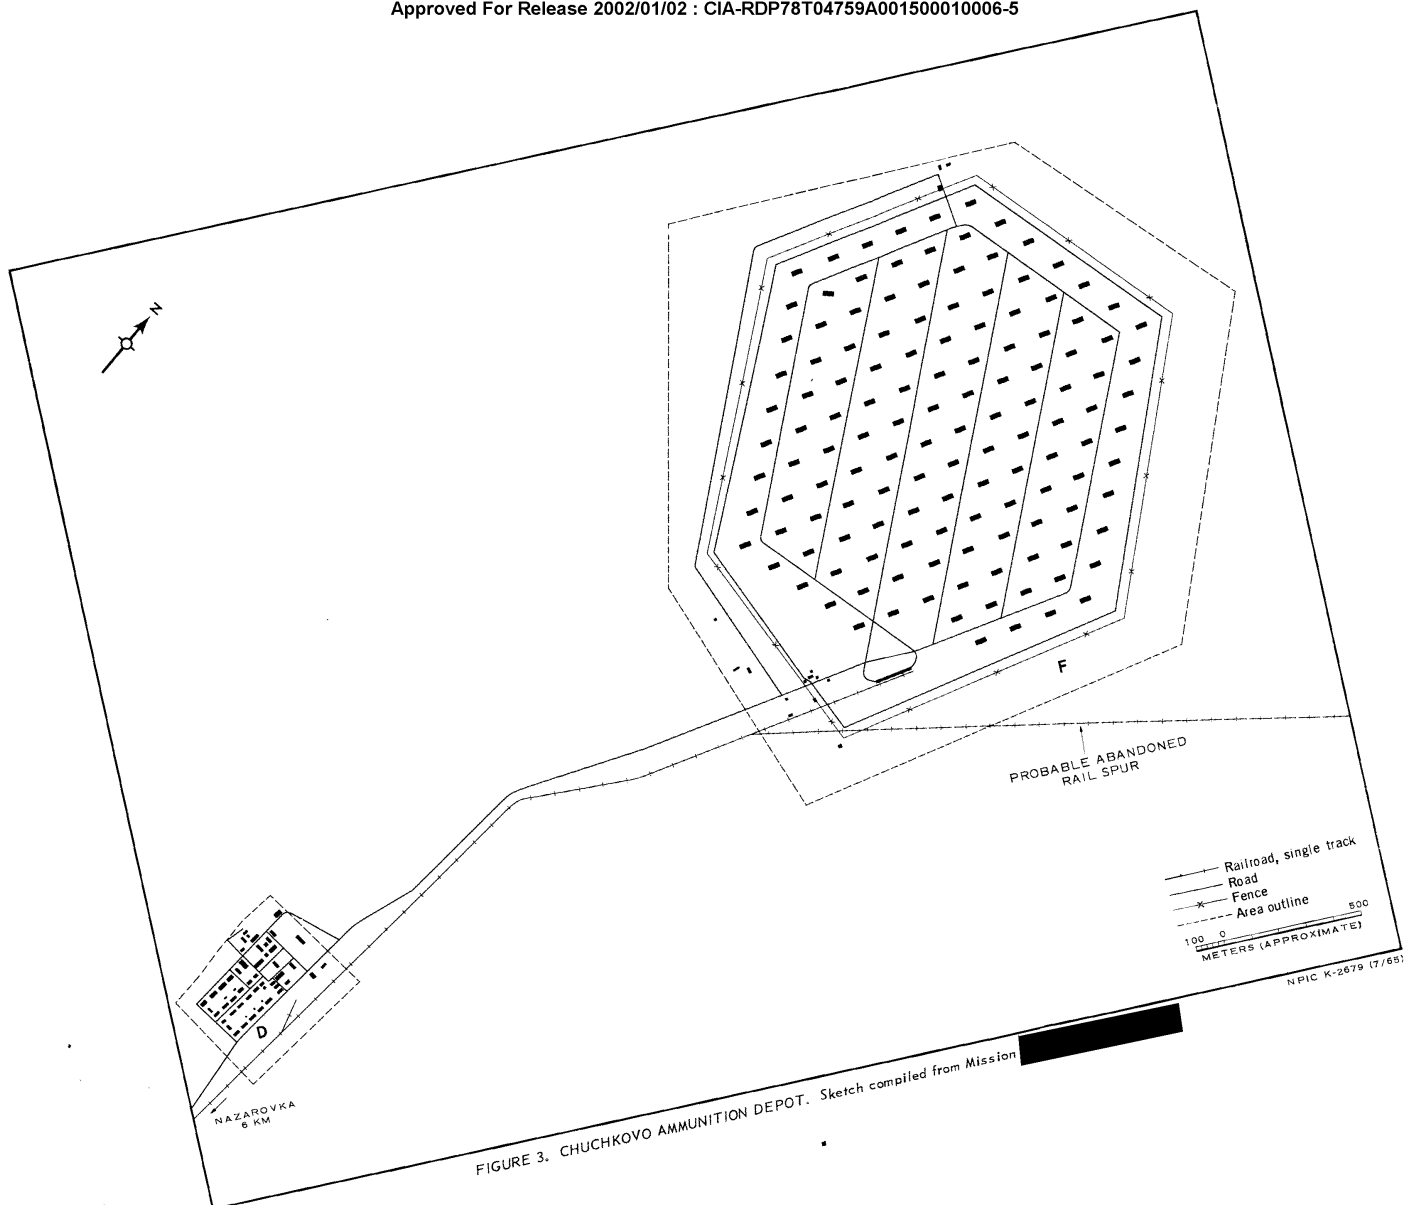 Approved For Release 2002/01/02 : CIA-RDP78T04759A001500010006-5
N
F
PROBABLE ABANDONED
RAIL SPUR
Railroad, single track
Road
Fence
Area outline
100 0 500
METERS (APPROXIMATE)
NPIC K-2679 (7/65)
D
NAZAROVKA
6 KM
FIGURE 3. CHUCHKOVO AMMUNITION DEPOT. Sketch compiled from Mission